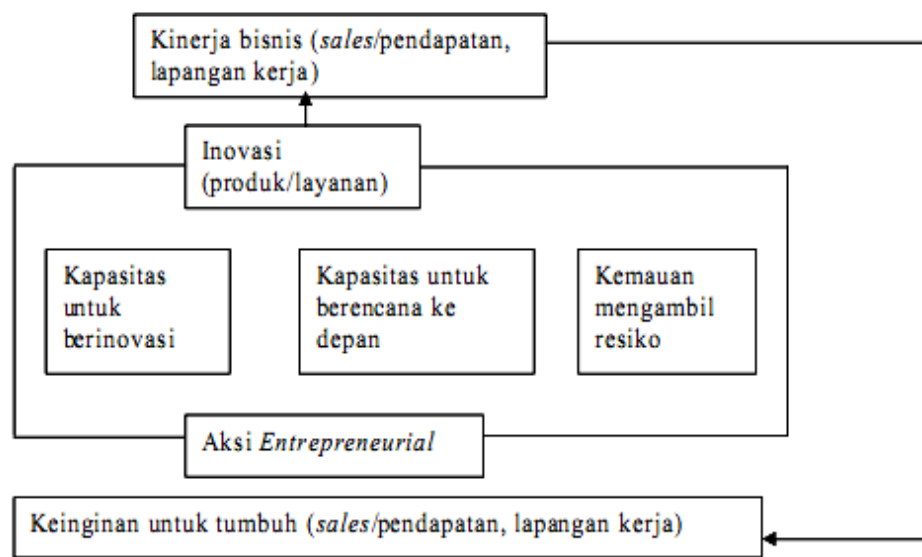 Kinerja bisnis (sales/pendapatan,
lapangan kerja)
Inovasi
(produk/layanan)
Kapasitas
untuk
berinovasi
Kapasitas untuk
berencana ke
depan
Kemauan
mengambil
resiko
Aksi Entrepreneurial
Keinginan untuk tumbuh (sales/pendapatan, lapangan kerja)